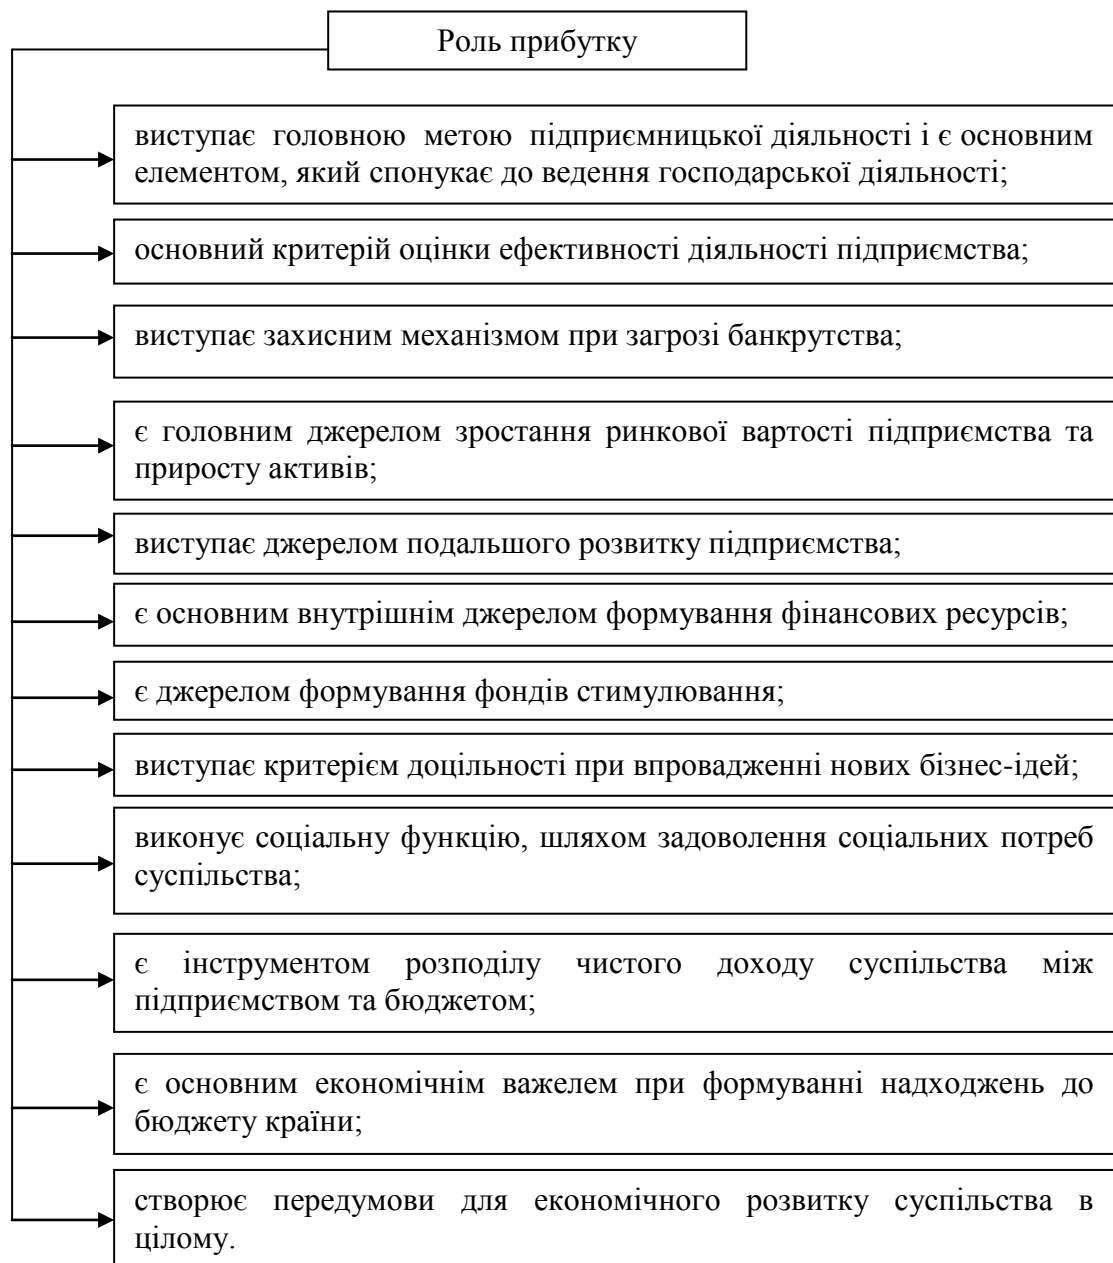 Роль прибутку
виступає головною метою підприємницької діяльності і є основним
елементом, який спонукає до ведення господарської діяльності;
основний критерій оцінки ефективності діяльності підприємства;
виступає захисним механізмом при загрозі банкрутства;
є головним джерелом зростання ринкової вартості підприємства та
приросту активів;
виступає джерелом подальшого розвитку підприємства;
є основним внутрішнім джерелом формування фінансових ресурсів;
є джерелом формування фондів стимулювання;
виступає критерієм доцільності при впровадженні нових бізнес-ідей;
виконує соціальну функцію, шляхом задоволення соціальних потреб
суспільства;
є інструментом розподілу чистого доходу суспільства між
підприємством та бюджетом;
є основним економічнім важелем при формуванні надходжень до
бюджету країни;
створює передумови для економічного розвитку суспільства в
цілому.